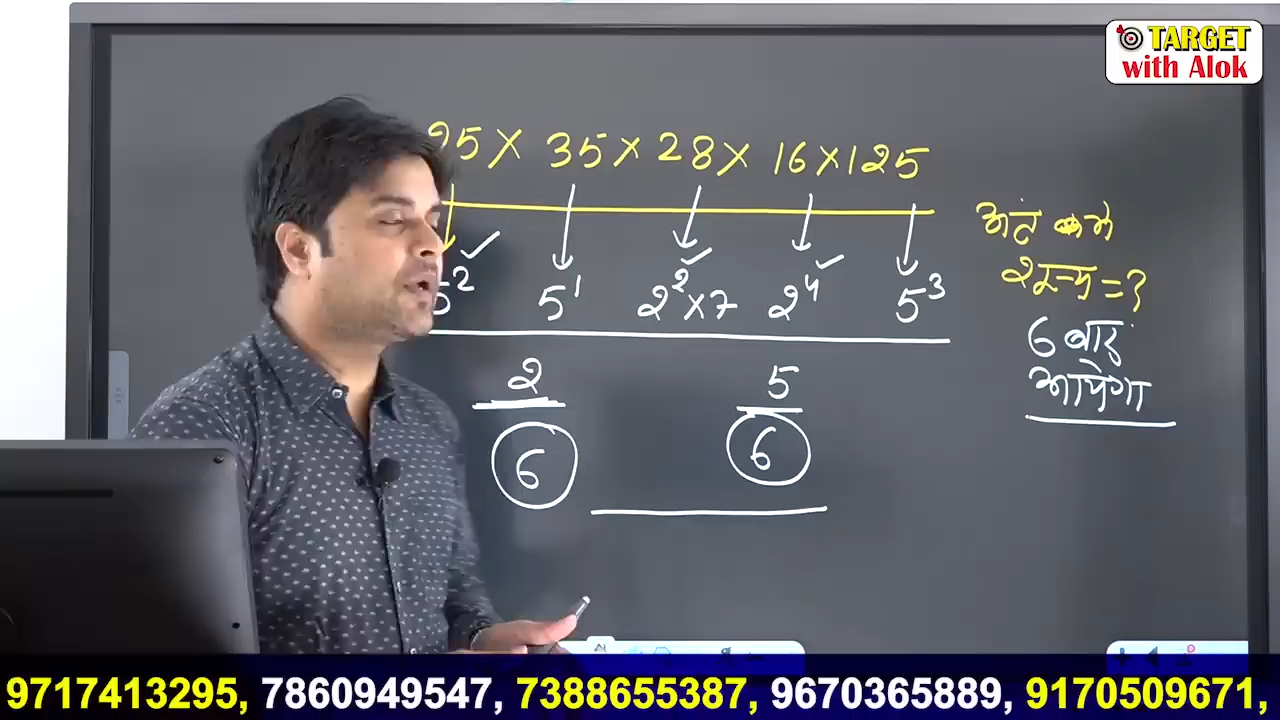 TARGET
with Alok
25 × 35 × 28 × 16 × 125
5² 5¹ 2² × 7 2⁴ 5³
अंत में
शून्य = ?
6 बार
आयेगा
2 5
6 6
9717413295, 7860949547, 7388655387, 9670365889, 9170509671,